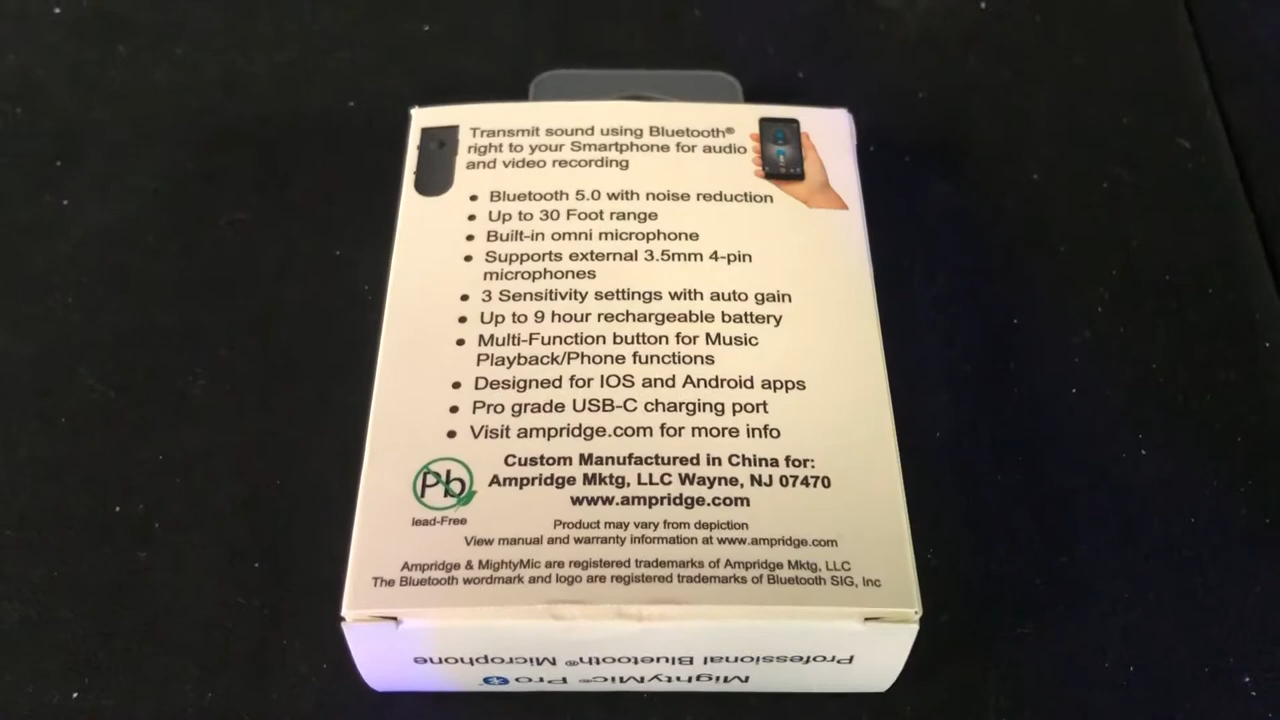 Transmit sound using Bluetooth®
right to your Smartphone for audio
and video recording
• Bluetooth 5.0 with noise reduction
• Up to 30 Foot range
• Built-in omni microphone
• Supports external 3.5mm 4-pin
microphones
• 3 Sensitivity settings with auto gain
• Up to 9 hour rechargeable battery
• Multi-Function button for Music
Playback/Phone functions
• Designed for IOS and Android apps
• Pro grade USB-C charging port
• Visit ampridge.com for more info
Pb
lead-Free
Custom Manufactured in China for:
Ampridge Mktg, LLC Wayne, NJ 07470
www.ampridge.com
Product may vary from depiction
View manual and warranty information at www.ampridge.com
Ampridge & MightyMic are registered trademarks of Ampridge Mktg, LLC
The Bluetooth wordmark and logo are registered trademarks of Bluetooth SIG, Inc
MightyMic® Pro
Professional Bluetooth® Microphone